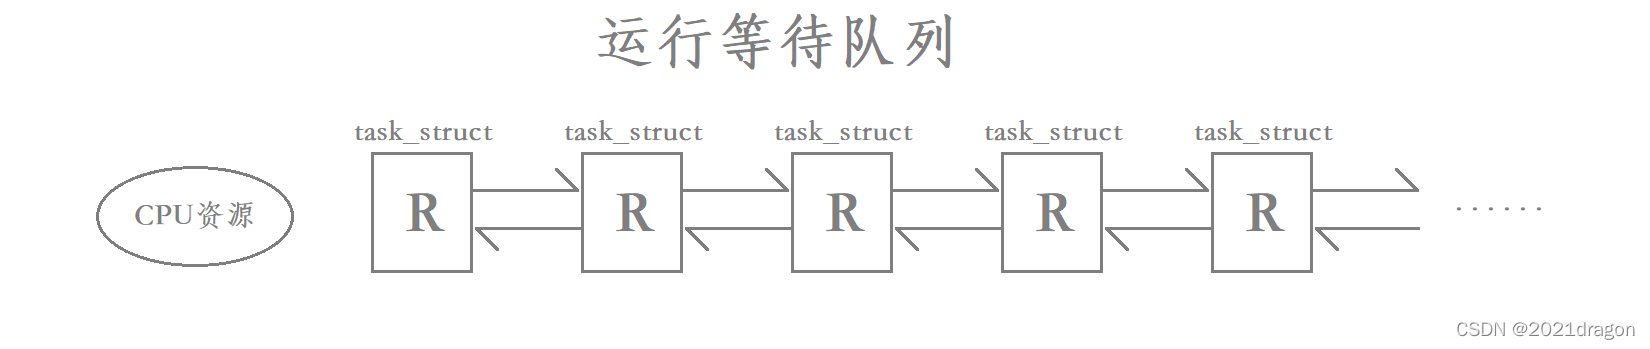 运行等待队列
task_struct task_struct task_struct task_struct task_struct
CPU资源 R R R R R ······
CSDN @2021dragon